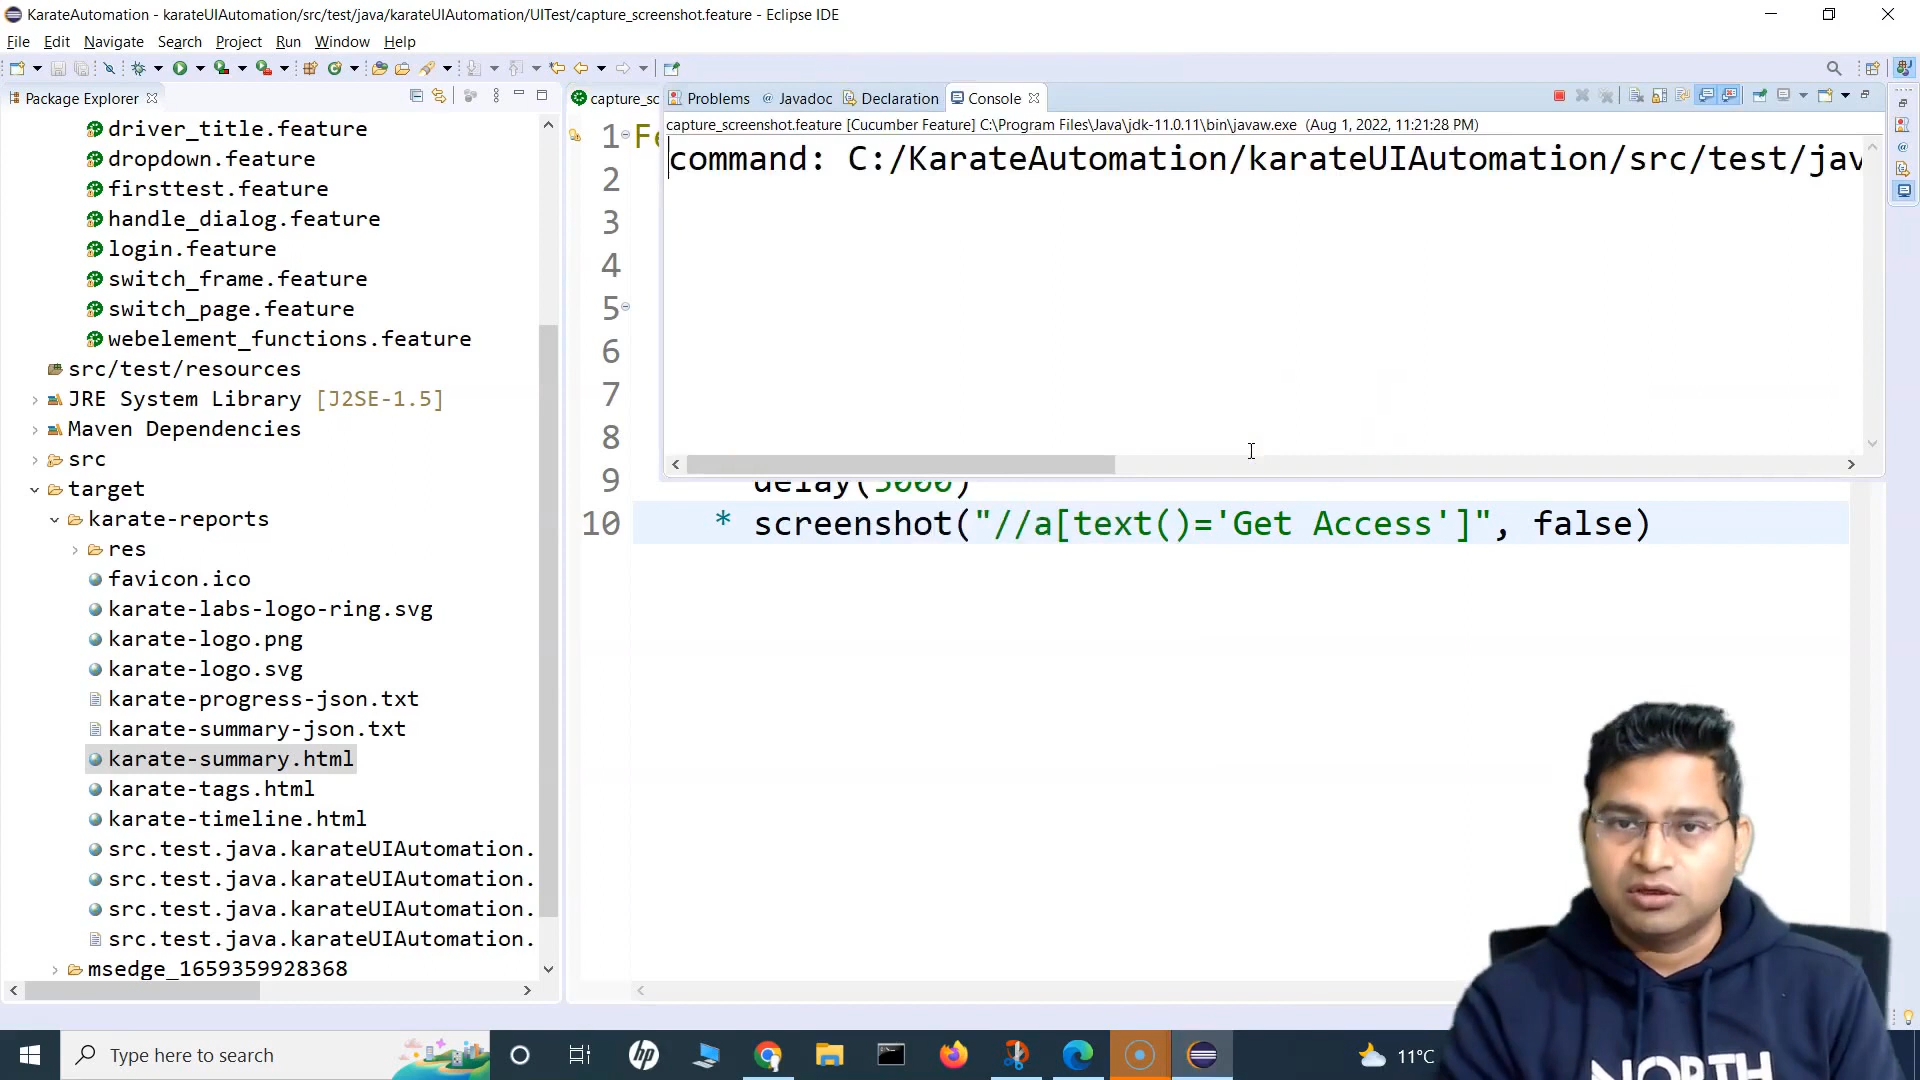 KarateAutomation - karateUIAutomation/src/test/java/karateUIAutomation/UITest/capture_screenshot.feature - Eclipse IDE
File Edit Navigate Search Project Run Window Help
Package Explorer
driver_title.feature
dropdown.feature
firsttest.feature
handle_dialog.feature
login.feature
switch_frame.feature
switch_page.feature
webelement_functions.feature
src/test/resources
JRE System Library [J2SE-1.5]
Maven Dependencies
src
target
karate-reports
res
favicon.ico
karate-labs-logo-ring.svg
karate-logo.png
karate-logo.svg
karate-progress-json.txt
karate-summary-json.txt
karate-summary.html
karate-tags.html
karate-timeline.html
src.test.java.karateUIAutomation.
src.test.java.karateUIAutomation.
src.test.java.karateUIAutomation.
src.test.java.karateUIAutomation.
msedge_1659359928368
capture_sc
Problems @ Javadoc Declaration Console
capture_screenshot.feature [Cucumber Feature] C:\Program Files\Java\jdk-11.0.11\bin\javaw.exe (Aug 1, 2022, 11:21:28 PM)
command: C:/KarateAutomation/karateUIAutomation/src/test/jav
1 Fe
2
3
4
5
6
7
8
9 delay(5000)
10 * screenshot("//a[text()='Get Access']", false)
Type here to search
hp
11°C
NORTH